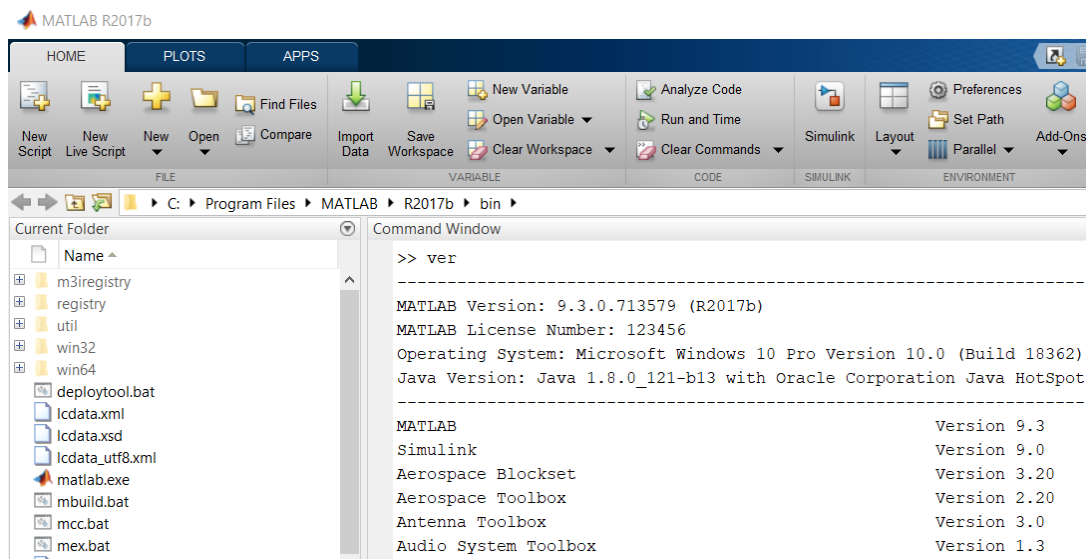 MATLAB R2017b
HOME PLOTS APPS
New Script
New Live Script
New
Open
Find Files
Compare
FILE
Import Data
Save Workspace
New Variable
Open Variable
Clear Workspace
VARIABLE
Analyze Code
Run and Time
Clear Commands
CODE
Simulink
SIMULINK
Layout
Preferences
Set Path
Parallel
ENVIRONMENT
Add-Ons
C: Program Files MATLAB R2017b bin
Current Folder
Name
m3iregistry
registry
util
win32
win64
deploytool.bat
lcdata.xml
lcdata.xsd
lcdata_utf8.xml
matlab.exe
mbuild.bat
mcc.bat
mex.bat
Command Window
>> ver
-----------------------------------------------------------------
MATLAB Version: 9.3.0.713579 (R2017b)
MATLAB License Number: 123456
Operating System: Microsoft Windows 10 Pro Version 10.0 (Build 18362)
Java Version: Java 1.8.0_121-b13 with Oracle Corporation Java HotSpot
-----------------------------------------------------------------
MATLAB Version 9.3
Simulink Version 9.0
Aerospace Blockset Version 3.20
Aerospace Toolbox Version 2.20
Antenna Toolbox Version 3.0
Audio System Toolbox Version 1.3